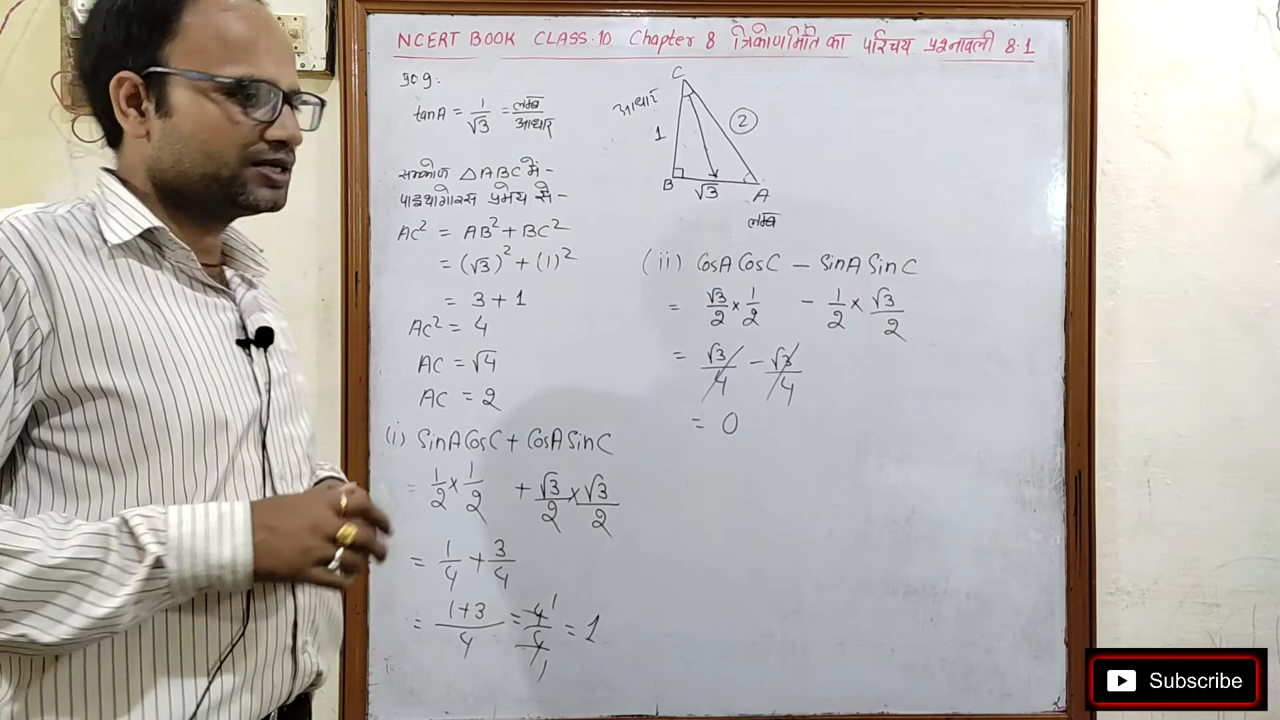 NCERT BOOK CLASS.10 Chapter 8 त्रिकोणमिति का परिचय प्रश्नावली 8.1
प्र० 9:
tanA = 1/√3 = लम्ब/आधार
समकोण △ABC में -
पाइथागोरस प्रमेय से -
AC² = AB² + BC²
= (√3)² + (1)²
= 3 + 1
AC² = 4
AC = √4
AC = 2
(i) SinA CosC + CosA SinC
= 1/2 × 1/2 + √3/2 × √3/2
= 1/4 + 3/4
= 1+3/4 = 4/4 1 1 = 1
C
आधार
1
2
B
√3
A
लम्ब
(ii) CosA CosC - SinA SinC
= √3/2 × 1/2 - 1/2 × √3/2
= √3/4 - √3/4
= 0
Subscribe